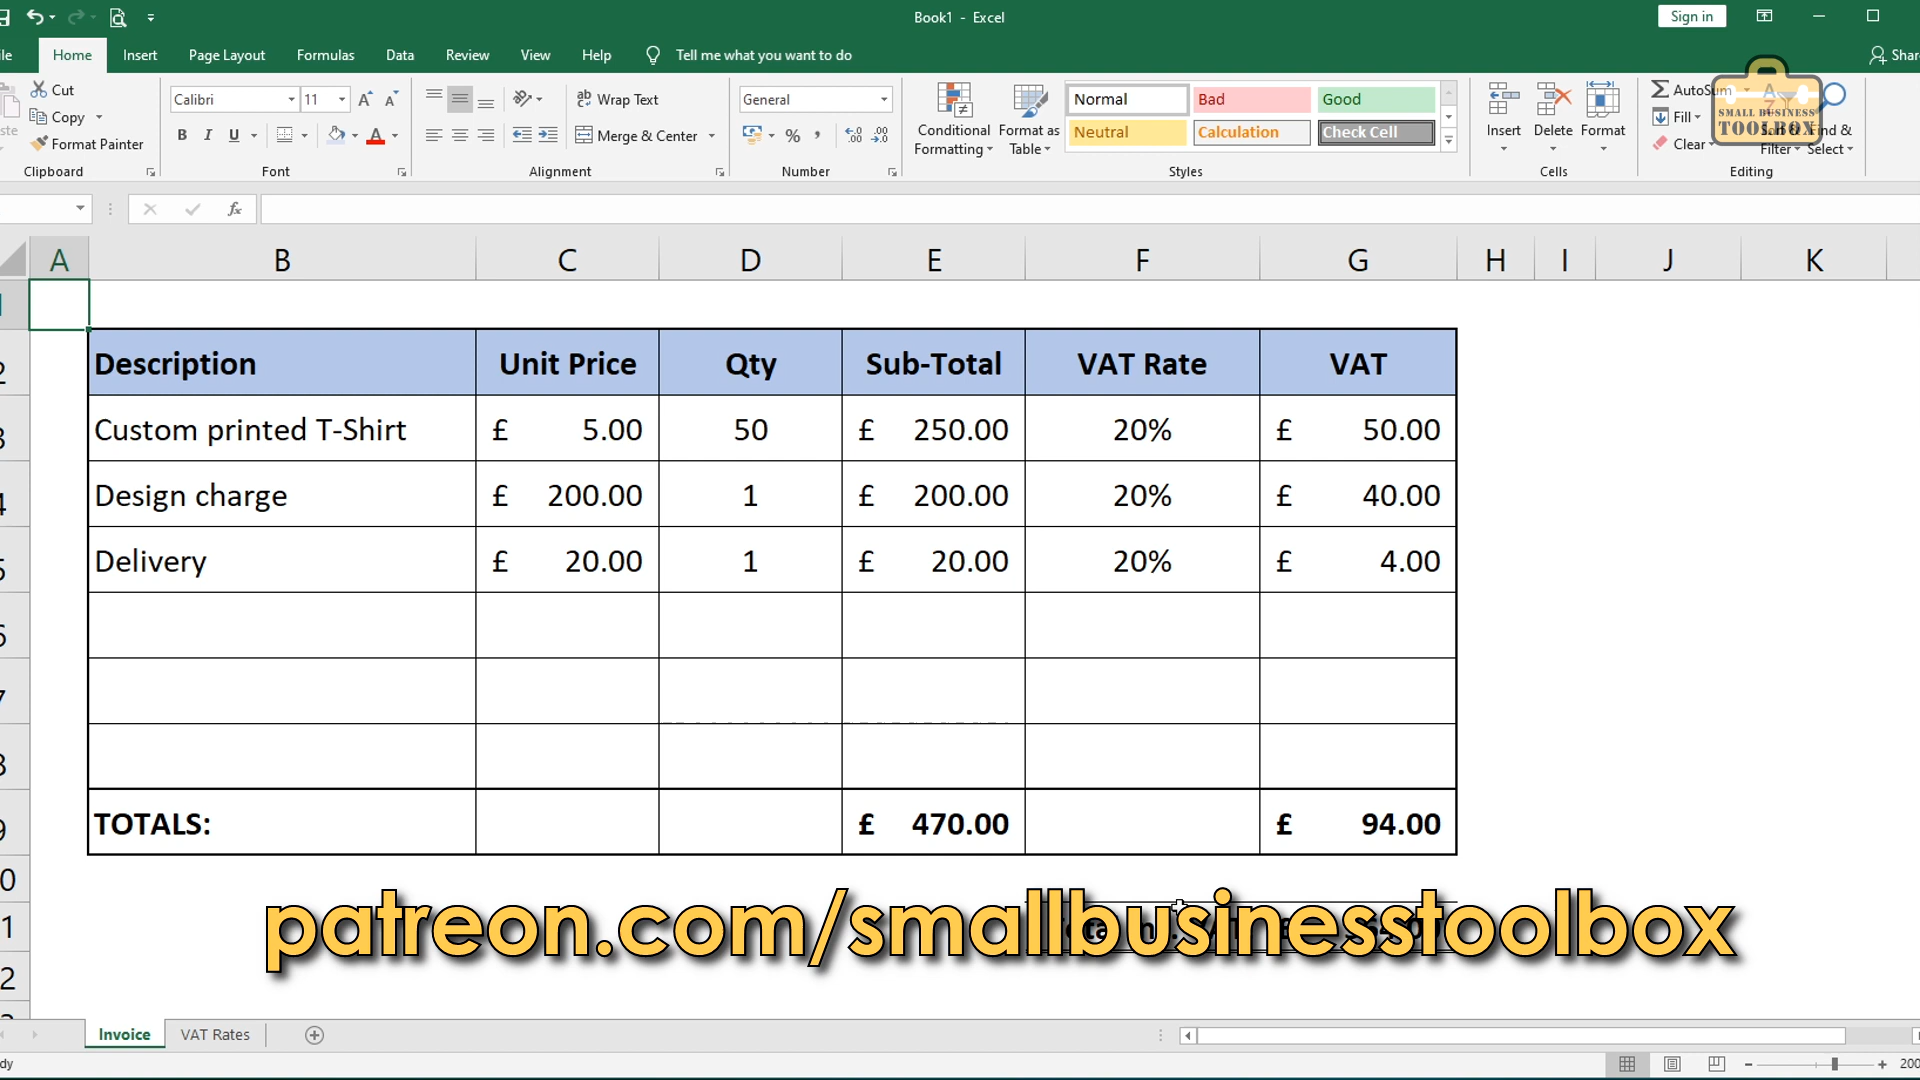 Book1 - Excel
Sign in
Home Insert Page Layout Formulas Data Review View Help Tell me what you want to do
Cut
Copy
Format Painter
Clipboard
Calibri 11
B I U
Font
Wrap Text
Merge & Center
Alignment
General
%
Number
Conditional Formatting
Format as Table
Normal Bad Good
Neutral Calculation Check Cell
Styles
Insert Delete Format
Cells
AutoSum
Fill
Clear
Filter Select
Editing
SMALL BUSINESS
TOOLBOX
fx
A B C D E F G H I J K
Description Unit Price Qty Sub-Total VAT Rate VAT
Custom printed T-Shirt £ 5.00 50 £ 250.00 20% £ 50.00
Design charge £ 200.00 1 £ 200.00 20% £ 40.00
Delivery £ 20.00 1 £ 20.00 20% £ 4.00
TOTALS: £ 470.00 £ 94.00
patreon.com/smallbusinesstoolbox
Invoice VAT Rates